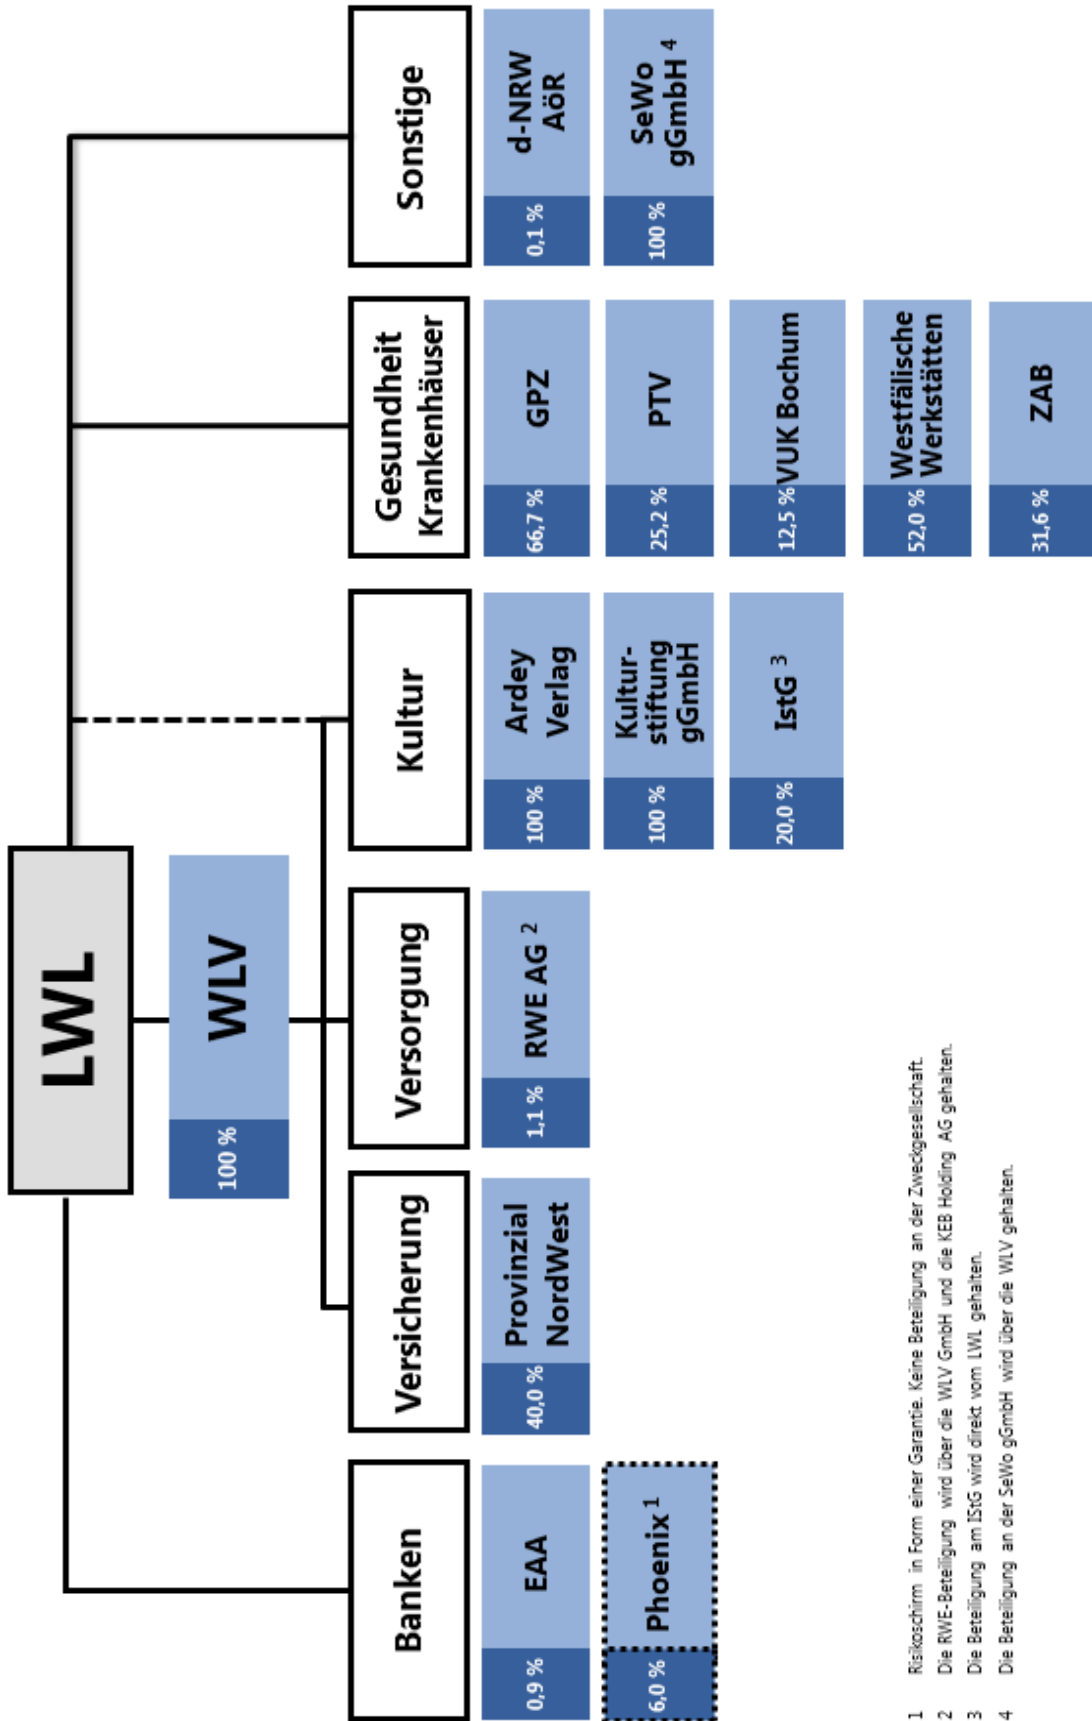 LWL
100 %
WLV
Banken
Versicherung
Versorgung
Kultur
Gesundheit
Krankenhäuser
Sonstige
0,9 %
EAA
6,0 %
Phoenix 1
40,0 %
Provinzial
NordWest
1,1 %
RWE AG 2
100 %
Ardey
Verlag
100 %
Kultur-
stiftung
gGmbH
20,0 %
IstG 3
66,7 %
GPZ
25,2 %
PTV
12,5 %
VUK Bochum
52,0 %
Westfälische
Werkstätten
31,6 %
ZAB
0,1 %
d-NRW
AöR
100 %
SeWo
gGmbH 4
1 Risikoschirm in Form einer Garantie. Keine Beteiligung an der Zweckgesellschaft.
2 Die RWE-Beteiligung wird über die WLV GmbH und die KEB Holding AG gehalten.
3 Die Beteiligung am IStG wird direkt vom LWL gehalten.
4 Die Beteiligung an der SeWo gGmbH wird über die WLV gehalten.